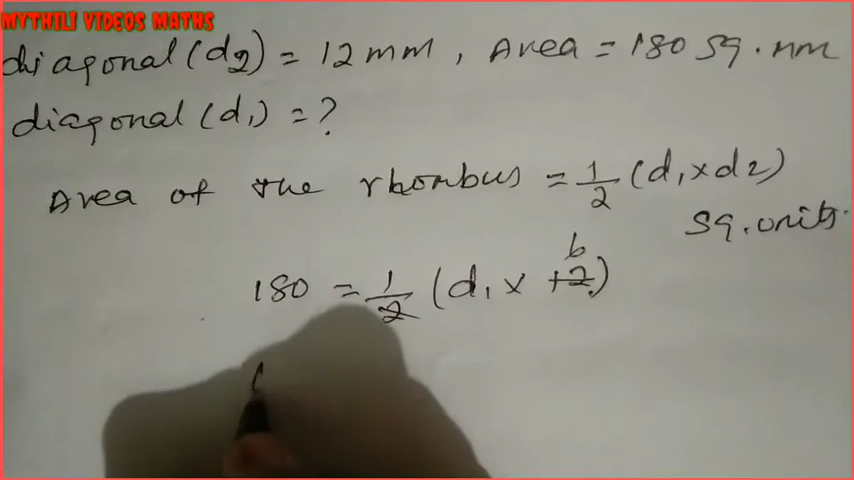 MYTHILI VIDEOS MATHS
diagonal (d2) = 12 mm, Area = 180 sq. mm
diagonal (d1) = ?
Area of the rhombus = 1/2 (d1 x d2)
sq. units.
6
180 = 1/2 (d1 x 12)